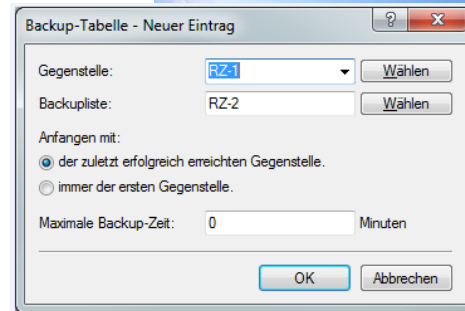 Backup-Tabelle - Neuer Eintrag
Gegenstelle: RZ-1 Wählen
Backupliste: RZ-2 Wählen
Anfangen mit:
der zuletzt erfolgreich erreichten Gegenstelle.
immer der ersten Gegenstelle.
Maximale Backup-Zeit: 0 Minuten
OK Abbrechen